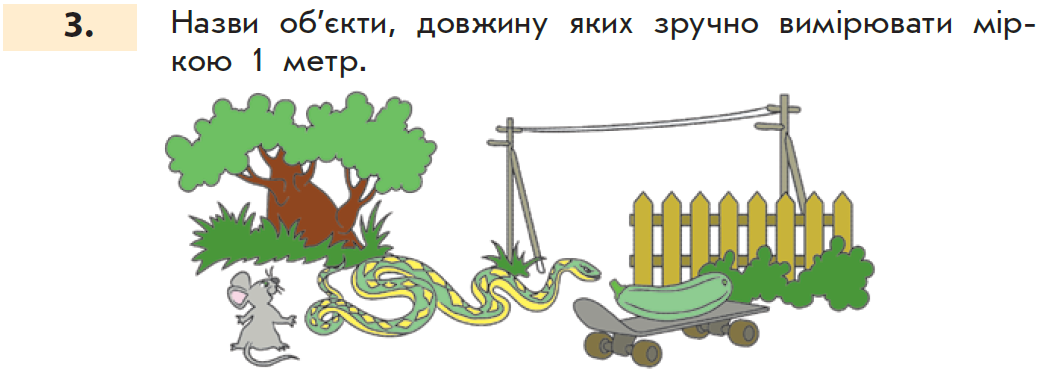 3.
Назви об’єкти, довжину яких зручно вимірювати мір-
кою 1 метр.